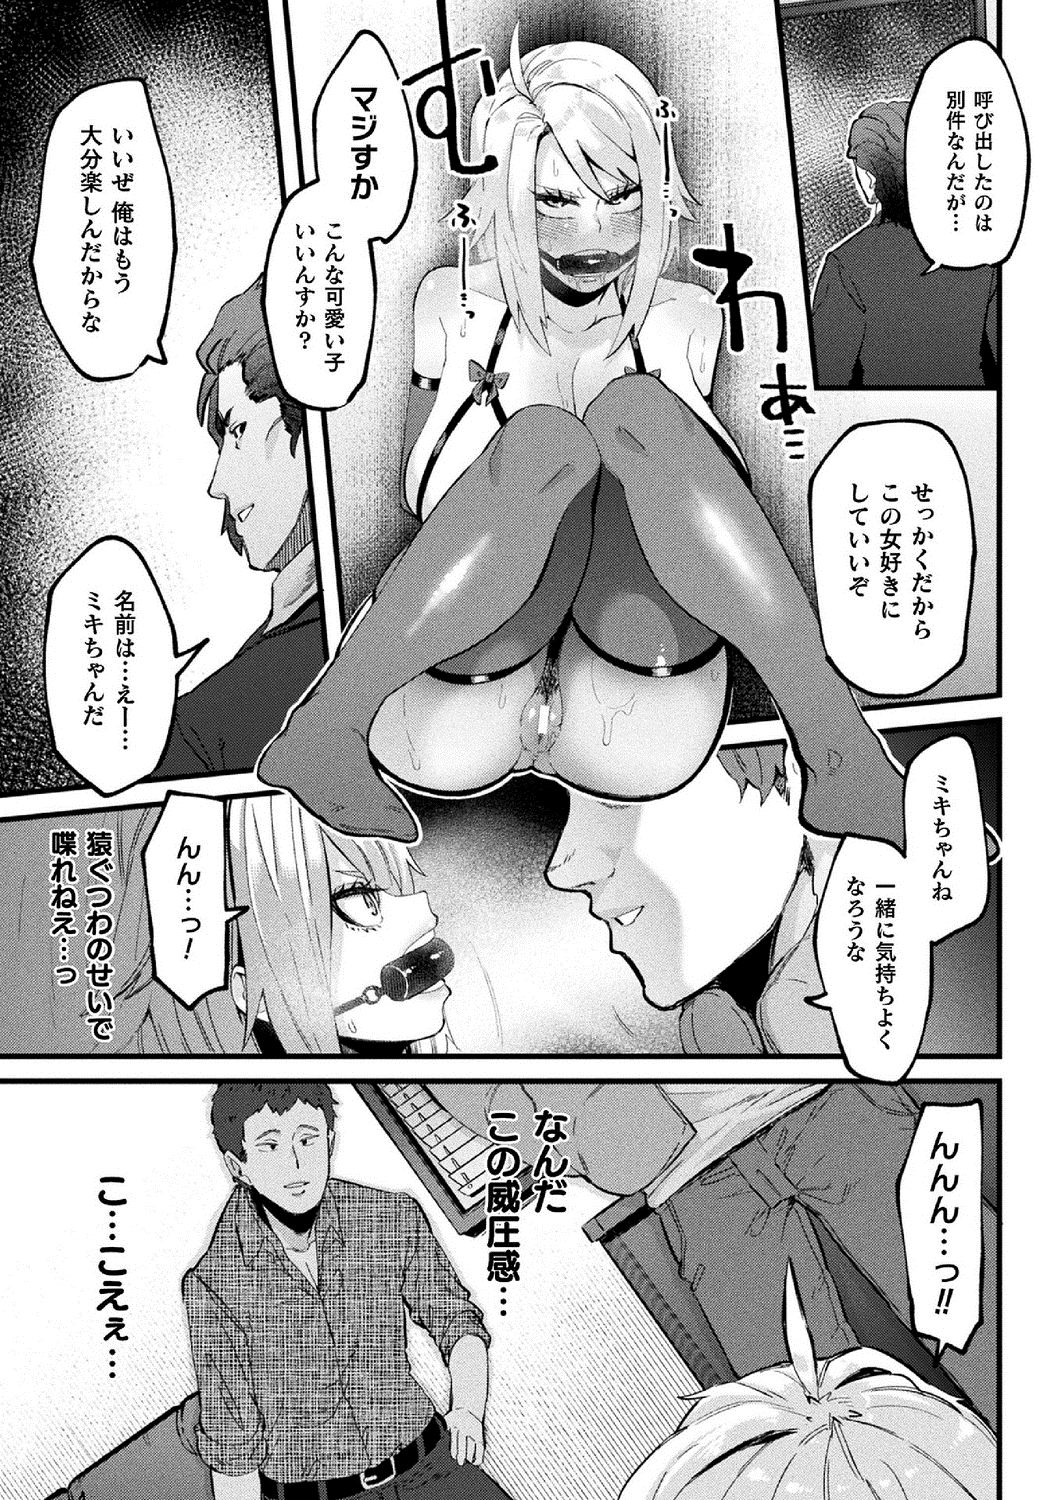 呼び出したのは
別件なんだが…
せっかくだから
この女好きに
していいぞ
ふーっ
ふーっ
むわぁ…
すっ…
マジすか
こんな可愛い子
いいんすか?
いいぜ 俺はもう
大分楽しんだからな
名前は…えー…
ミキちゃんだ
ミキちゃんね
一緒に気持ちよく
なろうな
んん…っ!
猿ぐつわのせいで
喋れねえ…っ
んんん…っ!!
なんだ
この威圧感…
こ…こえぇ…